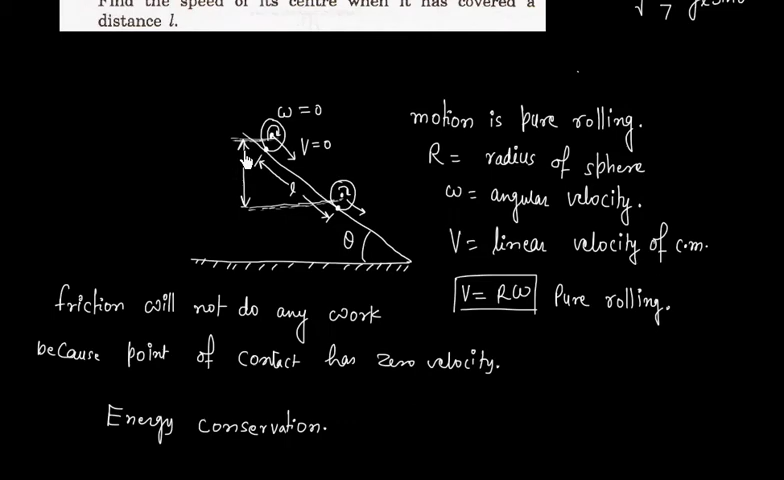 Find the speed of its centre when it has covered a
distance l.
ω = 0
V = 0
l
θ
motion is pure rolling.
R = radius of sphere
ω = angular velocity.
V = linear velocity of c.m.
V = Rω Pure rolling.
friction will not do any work
because point of contact has zero velocity.
Energy conservation.